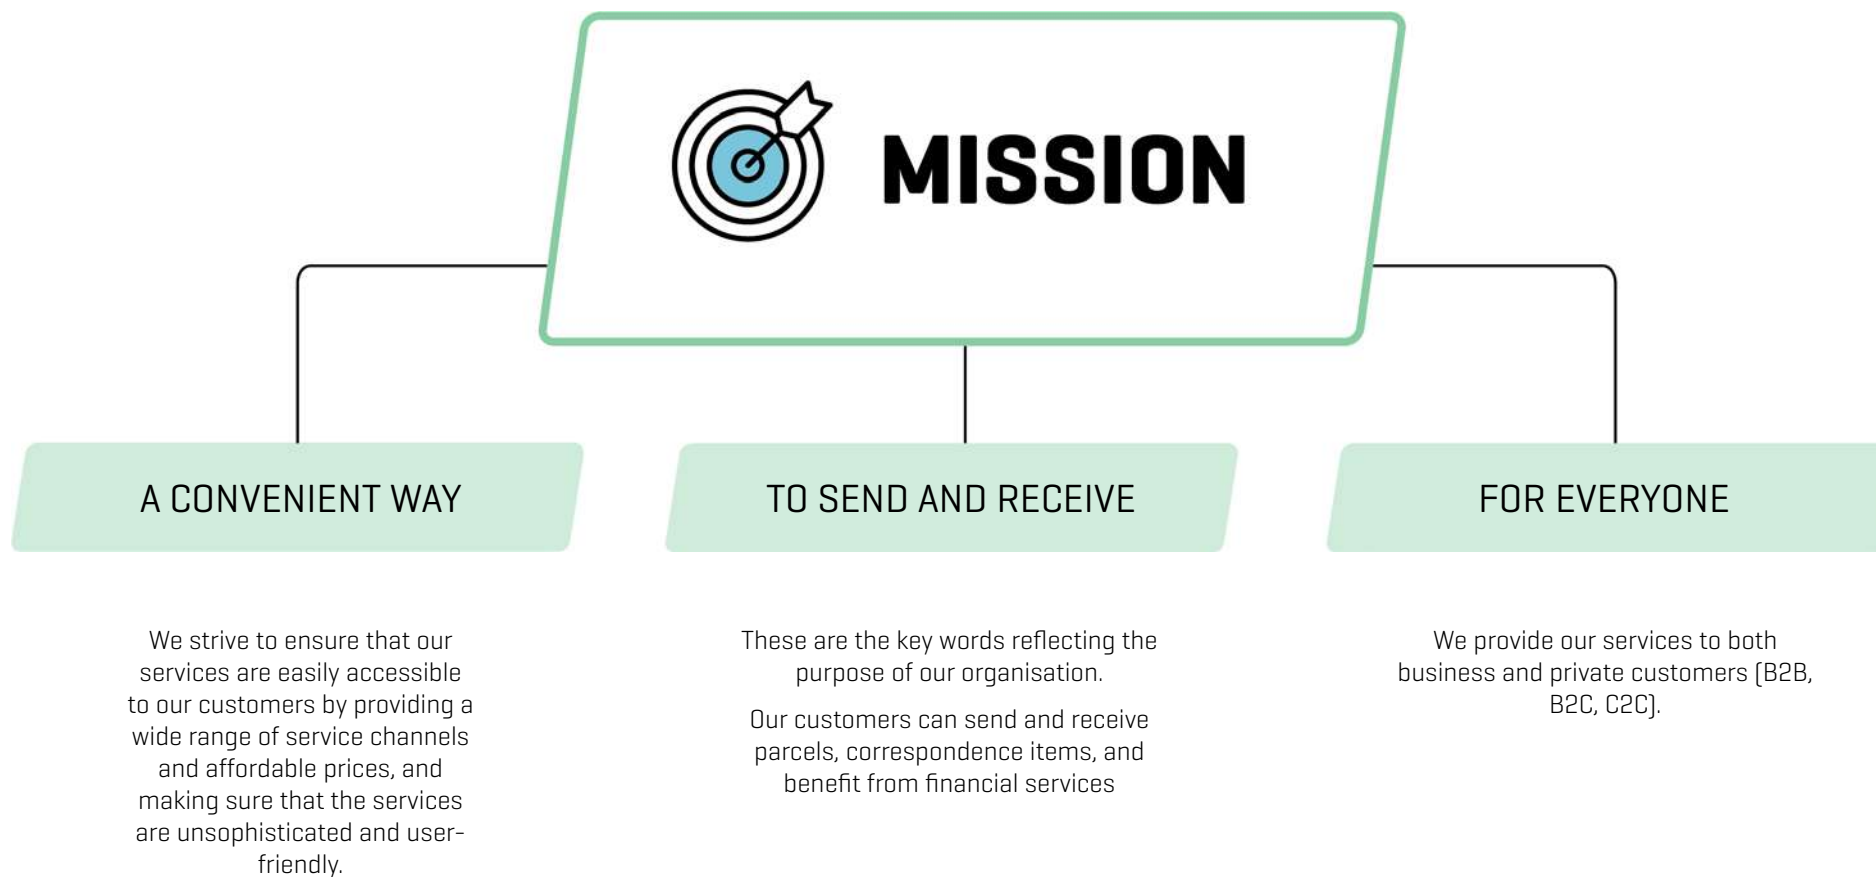 MISSION
A CONVENIENT WAY
We strive to ensure that our
services are easily accessible
to our customers by providing a
wide range of service channels
and affordable prices, and
making sure that the services
are unsophisticated and user-
friendly.
TO SEND AND RECEIVE
These are the key words reflecting the
purpose of our organisation.
Our customers can send and receive
parcels, correspondence items, and
benefit from financial services
FOR EVERYONE
We provide our services to both
business and private customers (B2B,
B2C, C2C).